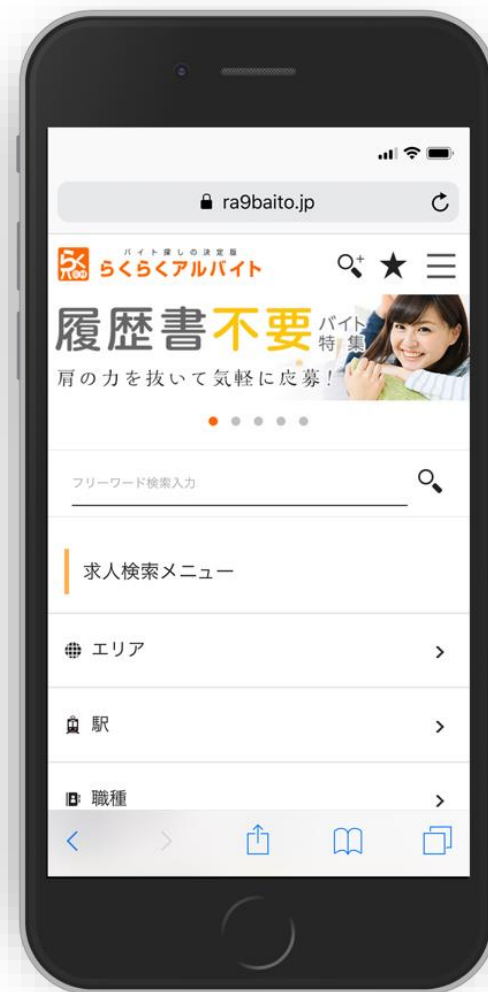 ra9baito.jp
バイト探しの決定版
らくらくアルバイト
履歴書不要バイト特集
肩の力を抜いて気軽に応募!
フリーワード検索入力
求人検索メニュー
エリア
駅
職種